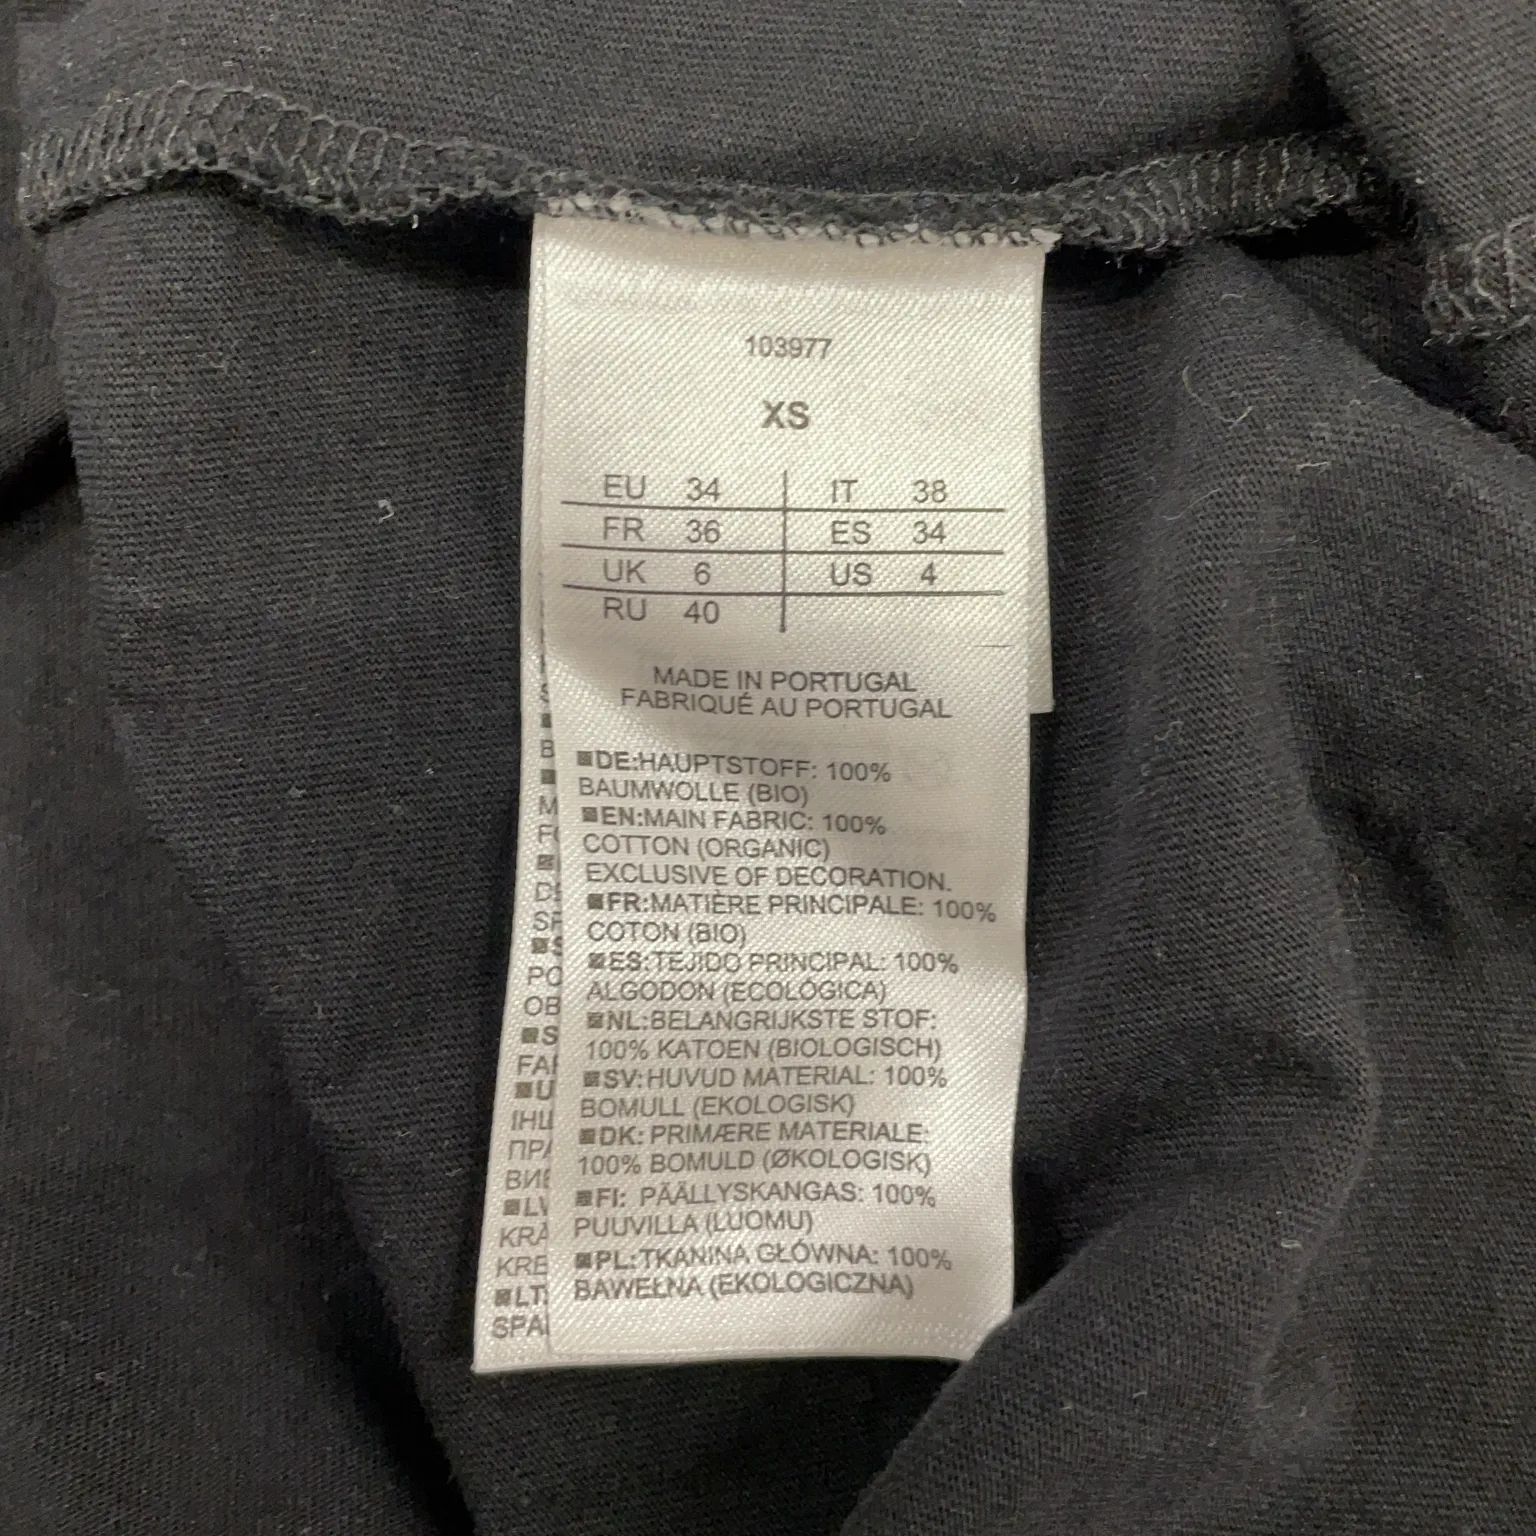 103977
XS
EU 34 IT 38
FR 36 ES 34
UK 6 US 4
RU 40
MADE IN PORTUGAL
FABRIQUÉ AU PORTUGAL
■DE:HAUPTSTOFF: 100%
BAUMWOLLE (BIO)
■EN:MAIN FABRIC: 100%
COTTON (ORGANIC)
EXCLUSIVE OF DECORATION.
■FR:MATIÈRE PRINCIPALE: 100%
COTON (BIO)
■ES:TEJIDO PRINCIPAL: 100%
ALGODON (ECOLÓGICA)
■NL:BELANGRIJKSTE STOF:
100% KATOEN (BIOLOGISCH)
■SV:HUVUD MATERIAL: 100%
BOMULL (EKOLOGISK)
■DK: PRIMÆRE MATERIALE:
100% BOMULD (ØKOLOGISK)
■FI: PÄÄLLYSKANGAS: 100%
PUUVILLA (LUOMU)
■PL:TKANINA GŁÓWNA: 100%
BAWEŁNA (EKOLOGICZNA)